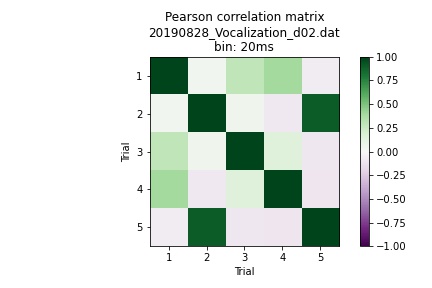 Pearson correlation matrix
20190828_Vocalization_d02.dat
bin: 20ms
Trial
1
2
3
4
5
1 2 3 4 5
Trial
1.00
0.75
0.50
0.25
0.00
−0.25
−0.50
−0.75
−1.00